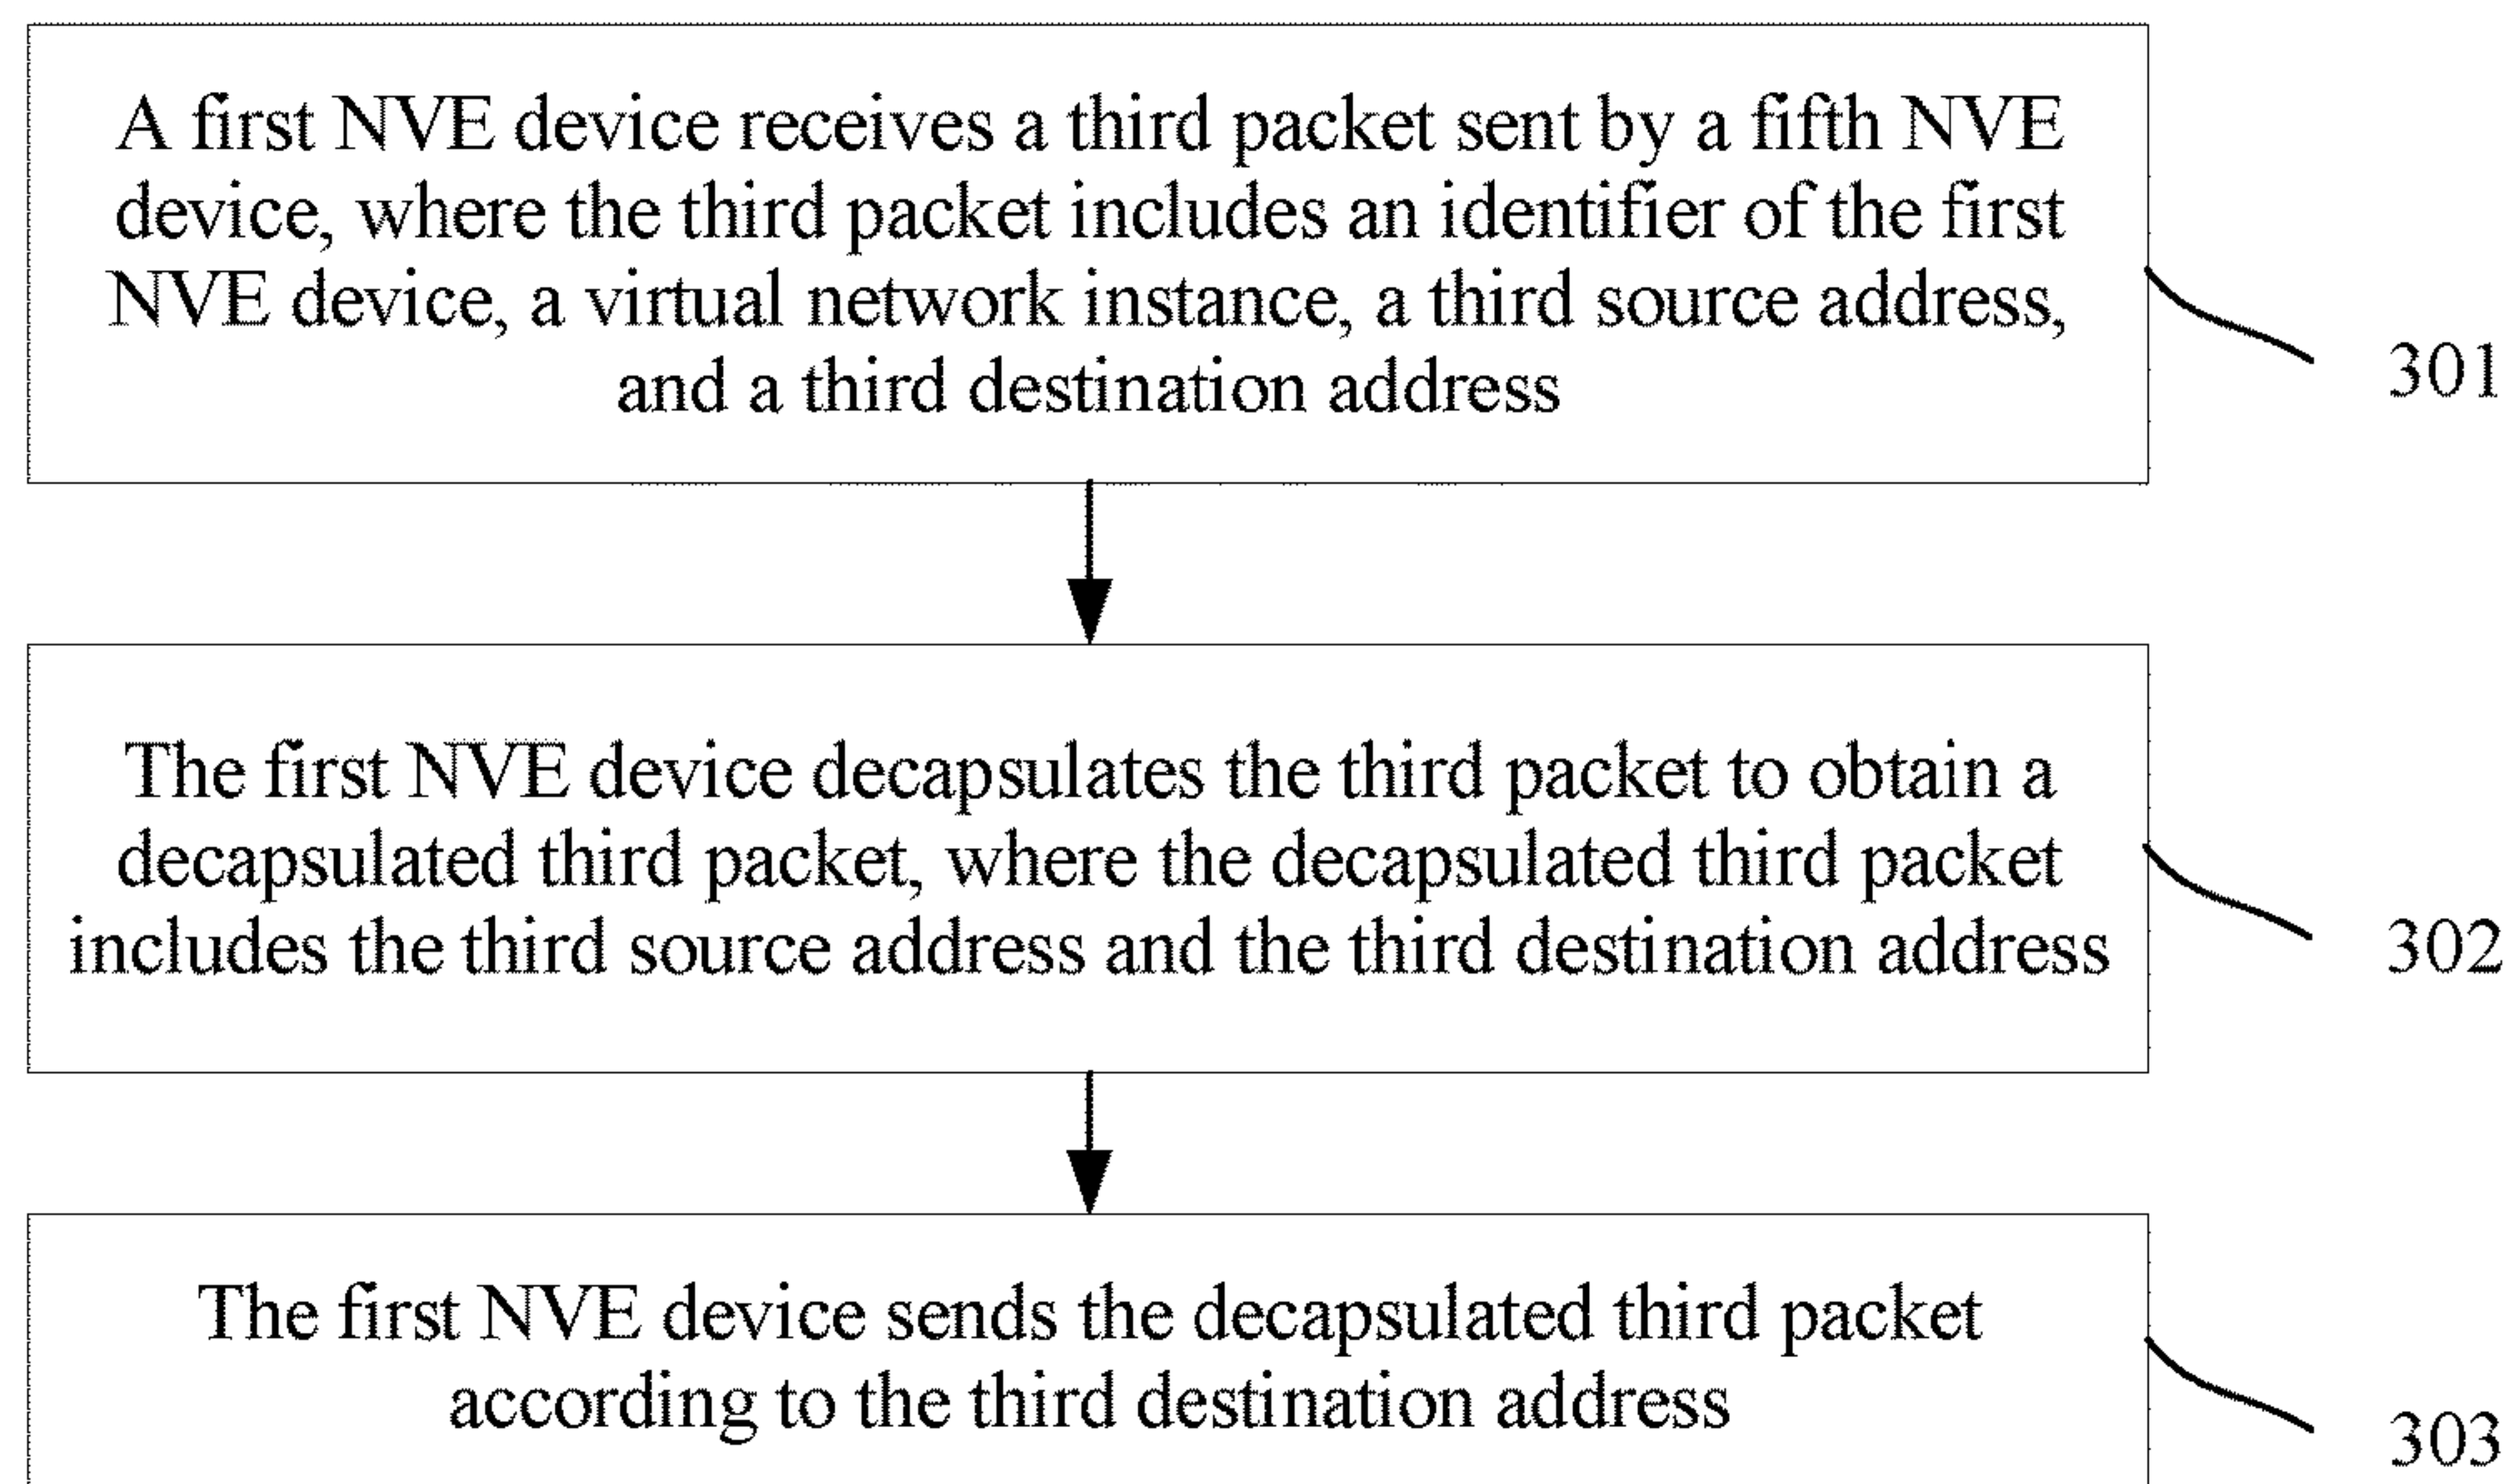 A first NVE device receives a third packet sent by a fifth NVE
device, where the third packet includes an identifier of the first
NVE device, a virtual network instance, a third source address,
and a third destination address
301
The first NVE device decapsulates the third packet to obtain a
decapsulated third packet, where the decapsulated third packet
includes the third source address and the third destination address
302
The first NVE device sends the decapsulated third packet
according to the third destination address
303